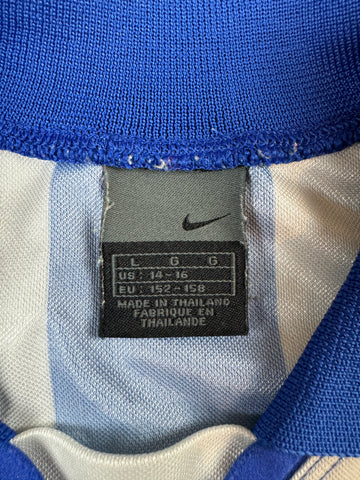 L G G
US : 14 - 16
EU : 152 - 158
MADE IN THAILAND
FABRIQUE EN
THAILANDE